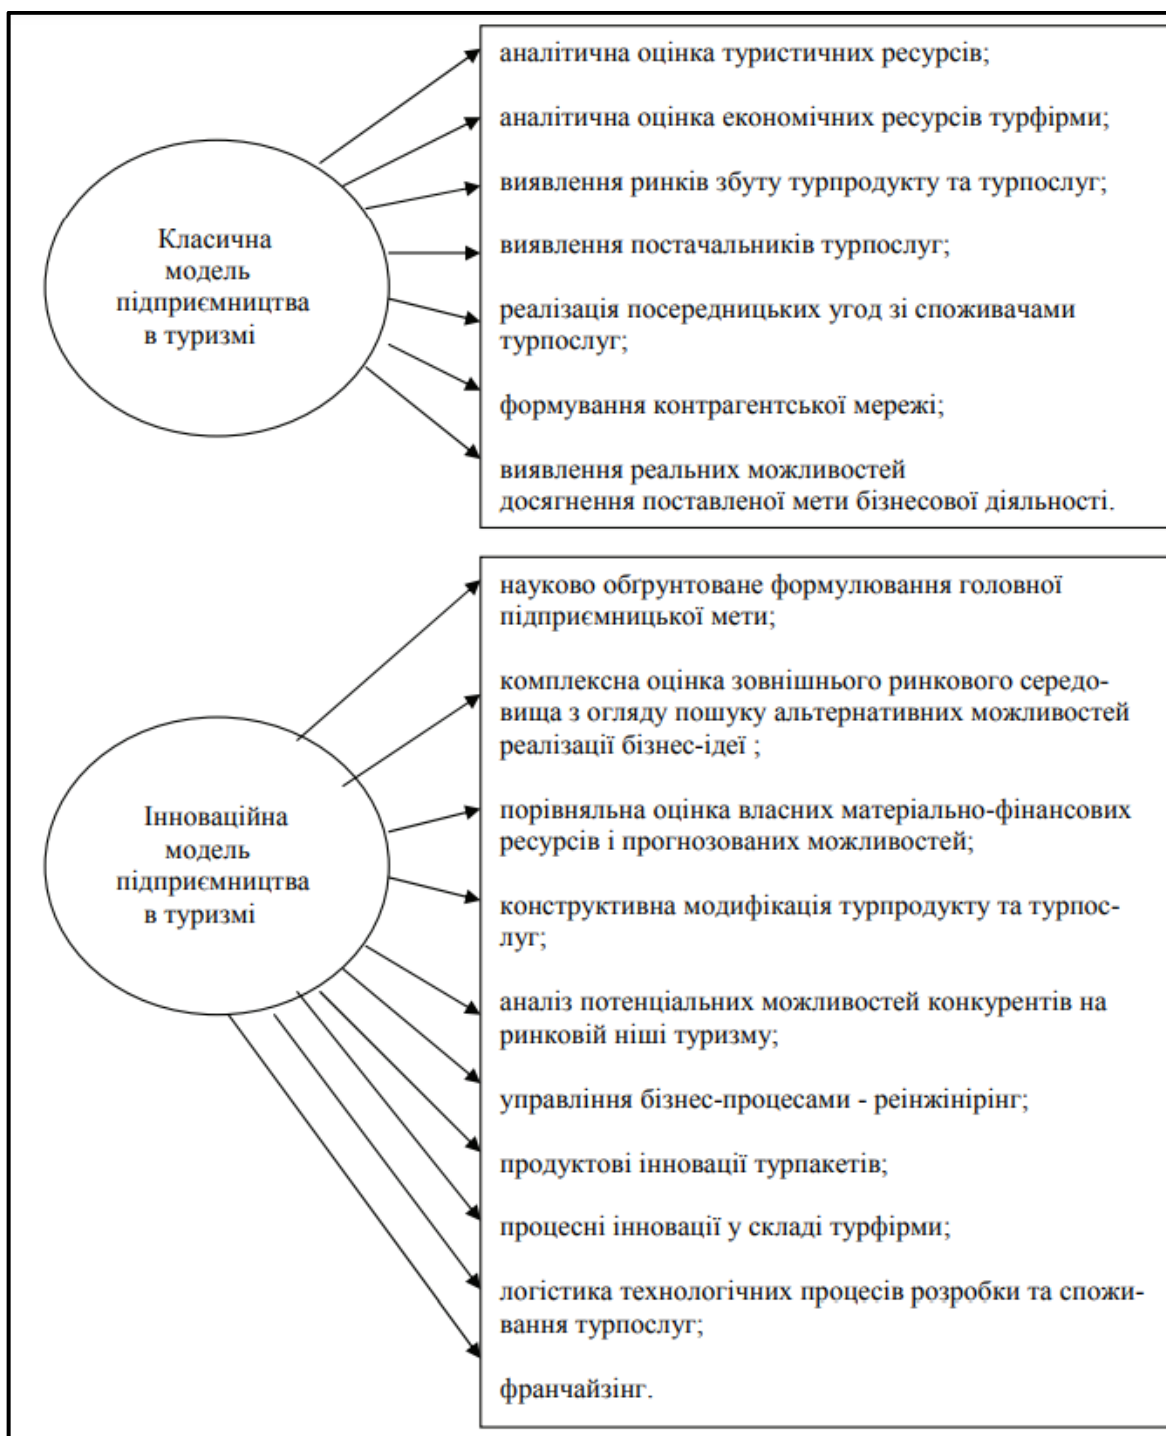 Класична
модель
підприємництва
в туризмі
аналітична оцінка туристичних ресурсів;
аналітична оцінка економічних ресурсів турфірми;
виявлення ринків збуту турпродукту та турпослуг;
виявлення постачальників турпослуг;
реалізація посередницьких угод зі споживачами
турпослуг;
формування контрагентської мережі;
виявлення реальних можливостей
досягнення поставленої мети бізнесової діяльності.
Інноваційна
модель
підприємництва
в туризмі
науково обґрунтоване формулювання головної
підприємницької мети;
комплексна оцінка зовнішнього ринкового середо-
вища з огляду пошуку альтернативних можливостей
реалізації бізнес-ідеї ;
порівняльна оцінка власних матеріально-фінансових
ресурсів і прогнозованих можливостей;
конструктивна модифікація турпродукту та турпос-
луг;
аналіз потенціальних можливостей конкурентів на
ринковій ніші туризму;
управління бізнес-процесами - реінжінірінг;
продуктові інновації турпакетів;
процесні інновації у складі турфірми;
логістика технологічних процесів розробки та спожи-
вання турпослуг;
франчайзінг.